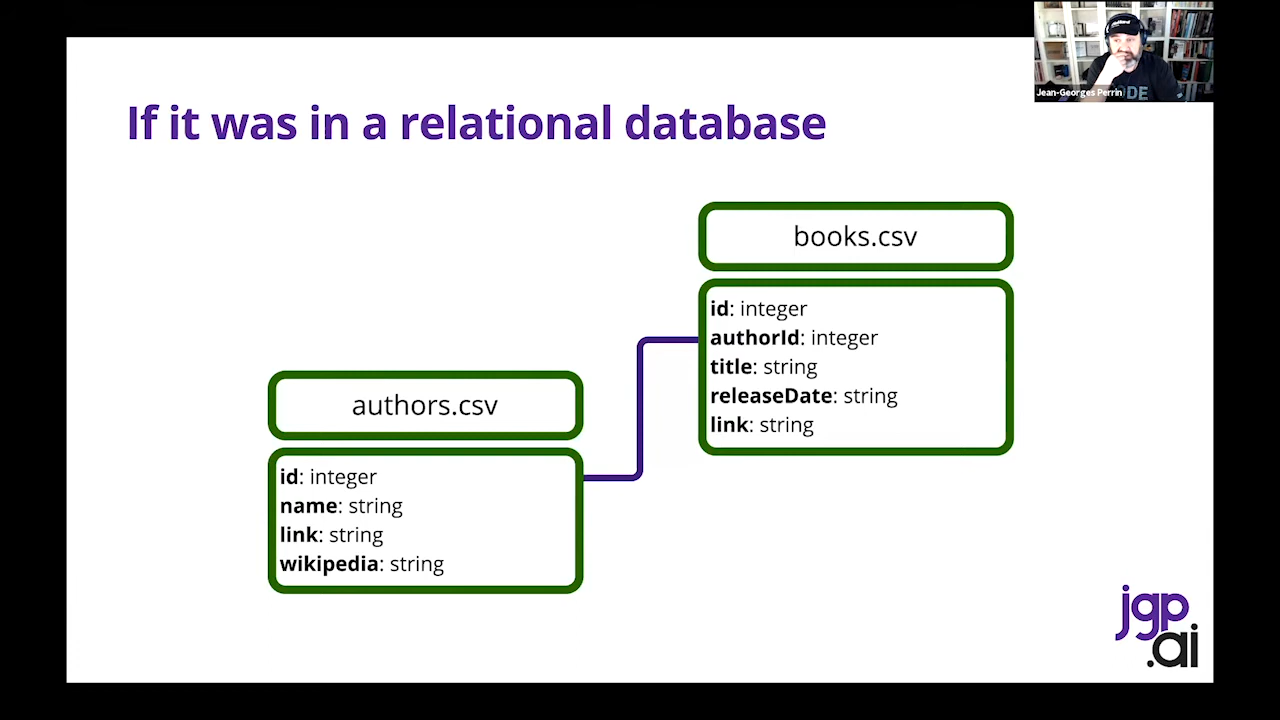 If it was in a relational database
Jean-Georges Perrin
books.csv
id: integer
authorId: integer
title: string
releaseDate: string
link: string
authors.csv
id: integer
name: string
link: string
wikipedia: string
jgp
.ai